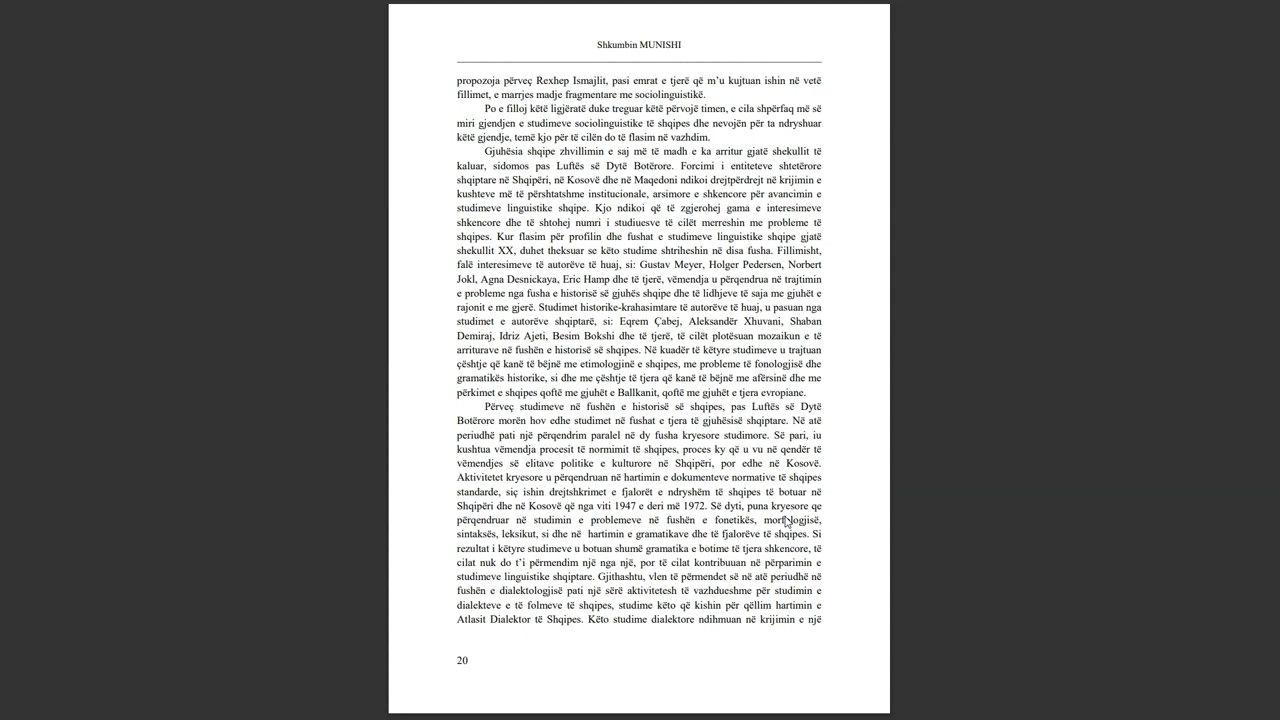 Shkumbin MUNISHI
propozoja përveç Rexhep Ismajlit, pasi emrat e tjerë që m’u kujtuan ishin në vetë
fillimet, e marrjes madje fragmentare me sociolinguistikë.
Po e filloj këtë ligjëratë duke treguar këtë përvojë timen, e cila shpërfaq më së
miri gjendjen e studimeve sociolinguistike të shqipes dhe nevojën për ta ndryshuar
këtë gjendje, temë kjo për të cilën do të flasim në vazhdim.
Gjuhësia shqipe zhvillimin e saj më të madh e ka arritur gjatë shekullit të
kaluar, sidomos pas Luftës së Dytë Botërore. Forcimi i entiteteve shtetërore
shqiptare në Shqipëri, në Kosovë dhe në Maqedoni ndikoi drejtpërdrejt në krijimin e
kushteve më të përshtatshme institucionale, arsimore e shkencore për avancimin e
studimeve linguistike shqipe. Kjo ndikoi që të zgjerohej gama e interesimeve
shkencore dhe të shtohej numri i studiuesve të cilët merreshin me probleme të
shqipes. Kur flasim për profilin dhe fushat e studimeve linguistike shqipe gjatë
shekullit XX, duhet theksuar se këto studime shtriheshin në disa fusha. Fillimisht,
falë interesimeve të autorëve të huaj, si: Gustav Meyer, Holger Pedersen, Norbert
Jokl, Agna Desnickaya, Eric Hamp dhe të tjerë, vëmendja u përqendrua në trajtimin
e probleme nga fusha e historisë së gjuhës shqipe dhe të lidhjeve të saja me gjuhët e
rajonit e me gjerë. Studimet historike-krahasimtare të autorëve të huaj, u pasuan nga
studimet e autorëve shqiptarë, si: Eqrem Çabej, Aleksandër Xhuvani, Shaban
Demiraj, Idriz Ajeti, Besim Bokshi dhe të tjerë, të cilët plotësuan mozaikun e të
arriturave në fushën e historisë së shqipes. Në kuadër të këtyre studimeve u trajtuan
çështje që kanë të bëjnë me etimologjinë e shqipes, me probleme të fonologjisë dhe
gramatikës historike, si dhe me çështje të tjera që kanë të bëjnë me afërsinë dhe me
përkimet e shqipes qoftë me gjuhët e Ballkanit, qoftë me gjuhët e tjera evropiane.
Përveç studimeve në fushën e historisë së shqipes, pas Luftës së Dytë
Botërore morën hov edhe studimet në fushat e tjera të gjuhësisë shqiptare. Në atë
periudhë pati një përqendrim paralel në dy fusha kryesore studimore. Së pari, iu
kushtua vëmendja procesit të normimit të shqipes, proces ky që u vu në qendër të
vëmendjes së elitave politike e kulturore në Shqipëri, por edhe në Kosovë.
Aktivitetet kryesore u përqendruan në hartimin e dokumenteve normative të shqipes
standarde, siç ishin drejtshkrimet e fjalorët e ndryshëm të shqipes të botuar në
Shqipëri dhe në Kosovë që nga viti 1947 e deri më 1972. Së dyti, puna kryesore qe
përqendruar në studimin e problemeve në fushën e fonetikës, morfologjisë,
sintaksës, leksikut, si dhe në hartimin e gramatikave dhe të fjalorëve të shqipes. Si
rezultat i këtyre studimeve u botuan shumë gramatika e botime të tjera shkencore, të
cilat nuk do t’i përmendim një nga një, por të cilat kontribuuan në përparimin e
studimeve linguistike shqiptare. Gjithashtu, vlen të përmendet së në atë periudhë në
fushën e dialektologjisë pati një sërë aktivitetesh të vazhdueshme për studimin e
dialekteve e të folmeve të shqipes, studime këto që kishin për qëllim hartimin e
Atlasit Dialektor të Shqipes. Këto studime dialektore ndihmuan në krijimin e një
20